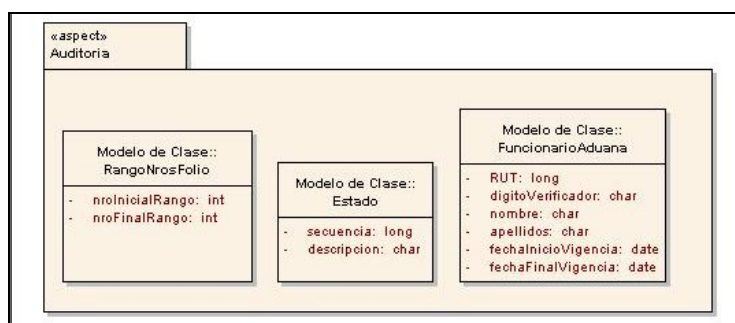 «aspect»
Auditoria
Modelo de Clase::
RangoNrosFolio
- nroInicialRango: int
- nroFinalRango: int
Modelo de Clase::
Estado
- secuencia: long
- descripcion: char
Modelo de Clase::
FuncionarioAduana
- RUT: long
- digitoVerificador: char
- nombre: char
- apellidos: char
- fechaInicioVigencia: date
- fechaFinalVigencia: date